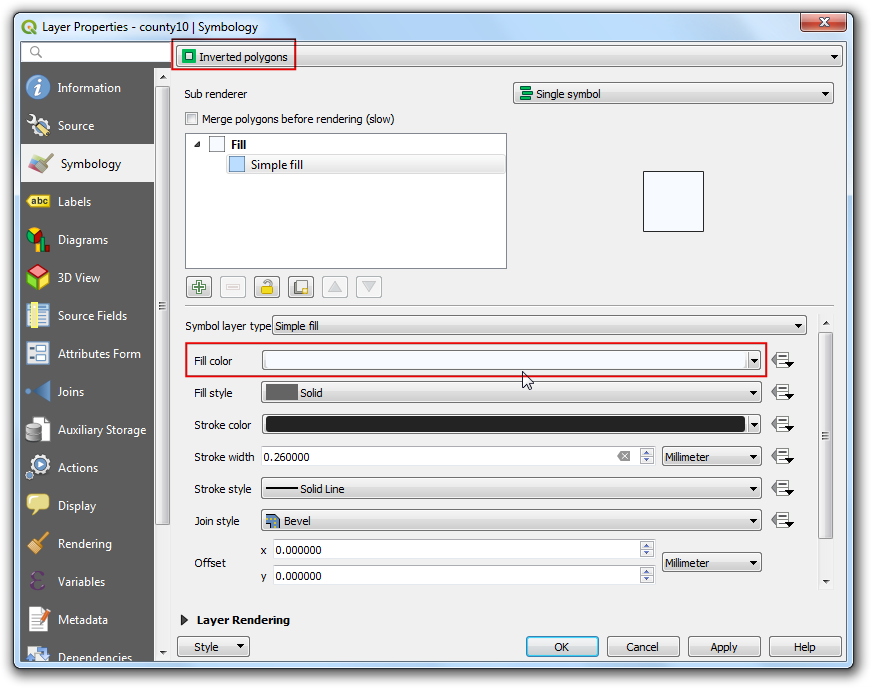 Layer Properties - county10 | Symbology
Inverted polygons
Information
Source
Symbology
abc Labels
Diagrams
3D View
Source Fields
Attributes Form
Joins
Auxiliary Storage
Actions
Display
Rendering
Variables
Metadata
Dependencies
Sub renderer
Single symbol
Merge polygons before rendering (slow)
Fill
Simple fill
Symbol layer type Simple fill
Fill color
Fill style Solid
Stroke color
Stroke width 0.260000 Millimeter
Stroke style Solid Line
Join style Bevel
Offset
x 0.000000
y 0.000000
Millimeter
Layer Rendering
Style
OK
Cancel
Apply
Help